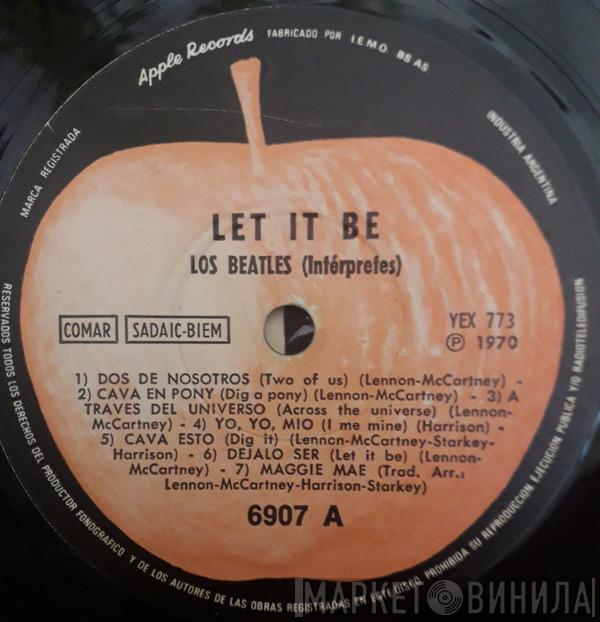 Apple Records
FABRICADO POR I.E.M.O. BS AS.
INDUSTRIA ARGENTINA
MARCA REGISTRADA
LET IT BE
LOS BEATLES (Intérpretes)
COMAR SADAIC-BIEM
YEX 773
Ⓟ 1970
1) DOS DE NOSOTROS (Two of us) (Lennon-McCartney) -
2) CAVA EN PONY (Dig a pony) (Lennon-McCartney) - 3) A
TRAVES DEL UNIVERSO (Across the universe) (Lennon-
McCartney) - 4) YO, YO, MIO (I me mine) (Harrison) -
5) CAVA ESTO (Dig it) (Lennon-McCartney-Starkey-
Harrison) - 6) DEJALO SER (Let it be) (Lennon-
McCartney) - 7) MAGGIE MAE (Trad. Arr.:
Lennon-McCartney-Harrison-Starkey)
6907 A
RESERVADOS TODOS LOS DERECHOS DEL PRODUCTOR FONOGRAFICO Y DE LOS AUTORES DE LAS OBRAS REGISTRADAS EN ESTE DISCO, PROHIBIDA SU REPRODUCCION, EJECUCION PUBLICA Y/O RADIOTELEDIFUSION
МАРКЕТ ВИНИЛА